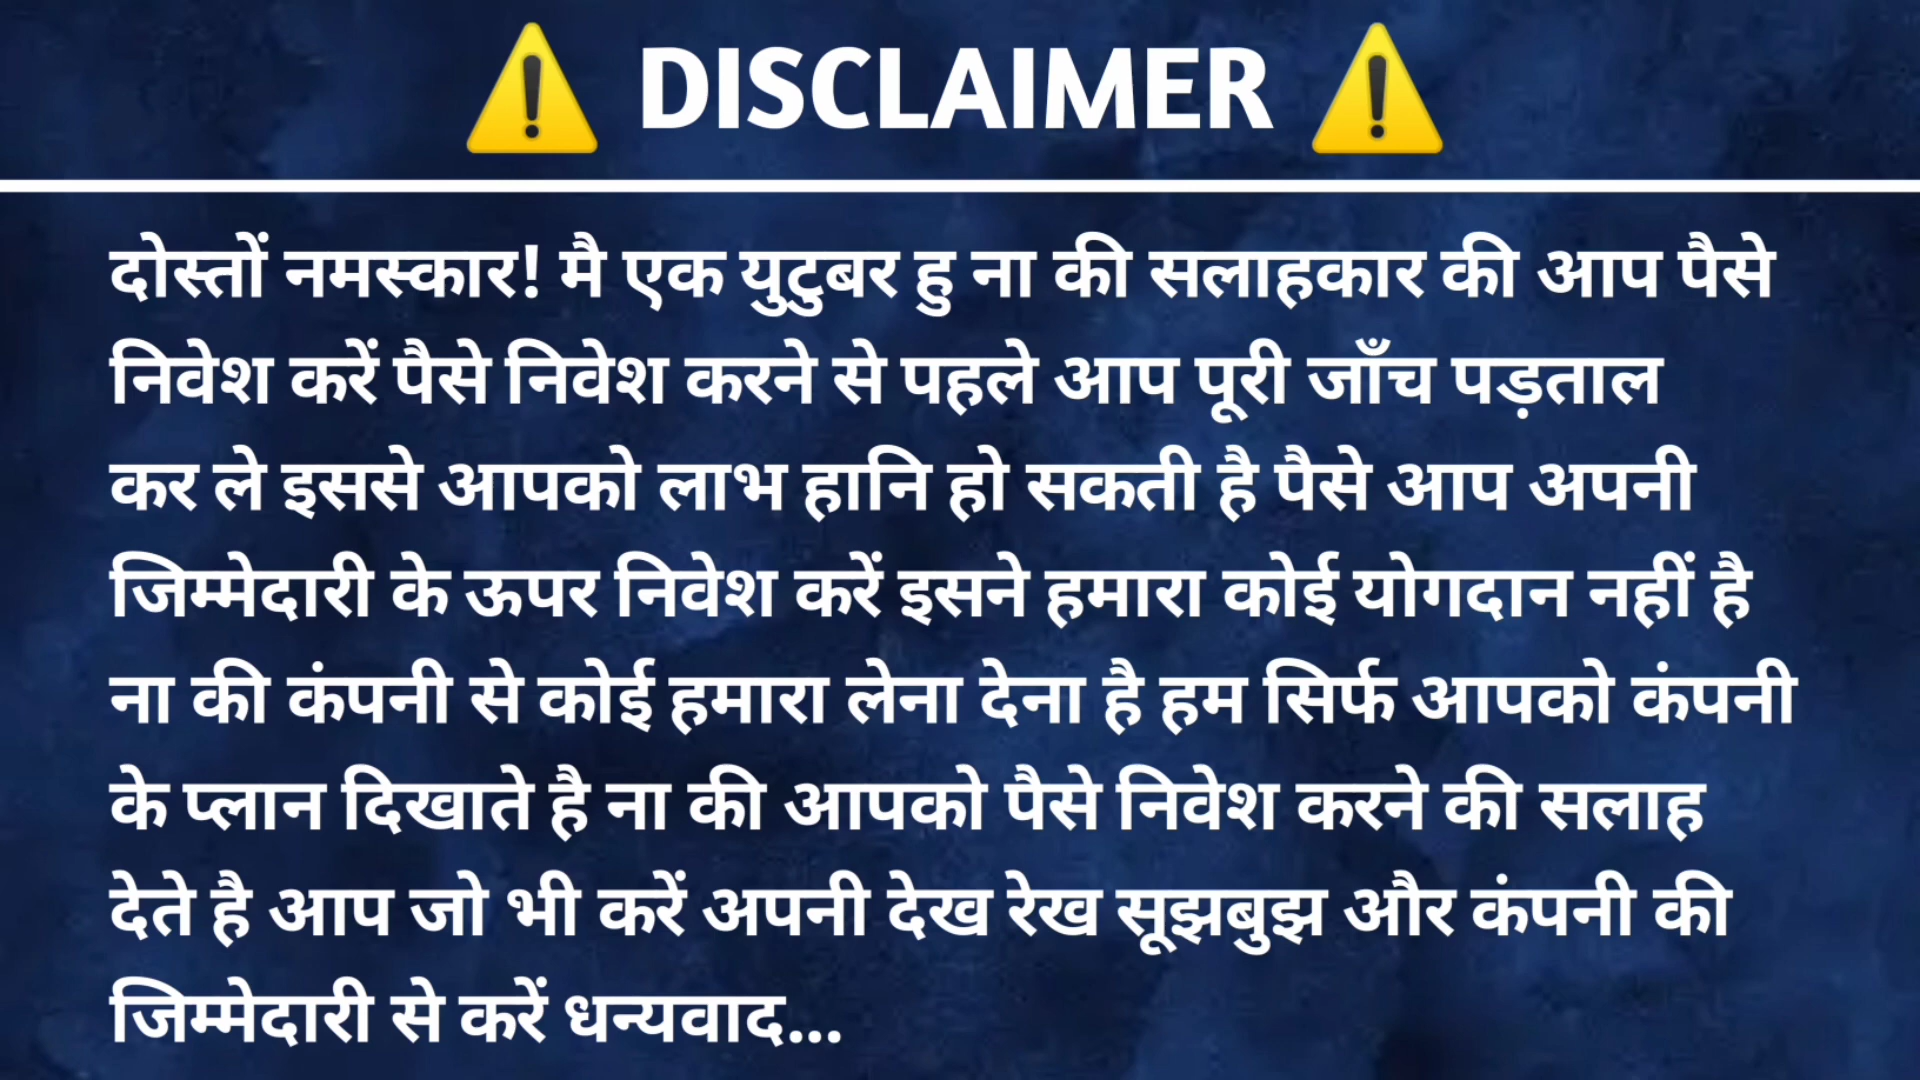 ⚠️ DISCLAIMER ⚠️
दोस्तों नमस्कार! मै एक युटुबर हु ना की सलाहकार की आप पैसे
निवेश करें पैसे निवेश करने से पहले आप पूरी जाँच पड़ताल
कर ले इससे आपको लाभ हानि हो सकती है पैसे आप अपनी
जिम्मेदारी के ऊपर निवेश करें इसने हमारा कोई योगदान नहीं है
ना की कंपनी से कोई हमारा लेना देना है हम सिर्फ आपको कंपनी
के प्लान दिखाते है ना की आपको पैसे निवेश करने की सलाह
देते है आप जो भी करें अपनी देख रेख सूझबुझ और कंपनी की
जिम्मेदारी से करें धन्यवाद...